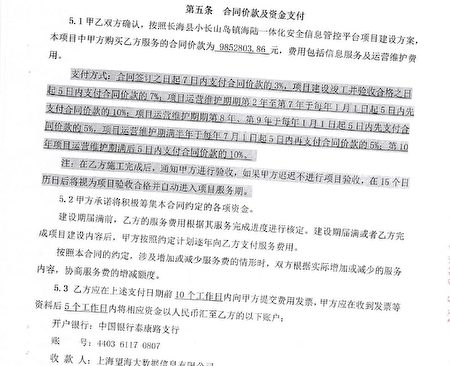 第五条 合同价款及资金支付
5.1 甲乙双方确认，按照长海县小长山岛镇海陆一体化安全信息管控平台项目建设方案，
本项目中甲方购买乙方服务的合同价款为 9852803.86 元，费用包括信息服务及运营维护费
用。
支付方式：合同签订之日起7日内支付合同价款的3%，项目建设竣工并验收合格之日
起5日内支付合同价款的7%；项目运营维护期期第2年至第7年于每年1月1日起5日内先
支付合同价款的10%；项目运营维护期期第8年、第9年于每年1月1日起5日内先支付合
同价款的5%，项目运营维护期满半年于每年7月1日起5日内再支付合同价款的5%；第10
年项目运营维护期满后5日内支付合同价款的10%。
注：在乙方施工完成后，通知甲方进行验收，如果甲方迟迟不进行项目验收，在15个日
历日后将视为项目验收合格并自动进入项目服务期。
5.2 甲方承诺将积极筹集本合同约定的各项资金。
建设期届满前，乙方的服务费用根据其服务完成进度进行核定。建设期届满或者乙方完
成项目建设内容后，甲方按照约定计划逐年向乙方支付服务费用。
按照本合同的约定，涉及增加或减少服务费的情形时，双方根据实际增加或减少的服务
内容，协商服务费的增减额度。
5.3 乙方应在上述支付日期前 10 个工作日内向甲方提交费用发票，甲方应在收到发票等
资料后 5 个工作日内将相应资金以人民币汇至乙方的以下账户：
开户银行：中国银行泰康路支行
账 号：4403 6117 0807
收 款 人：上海望海大数据信息有限公司